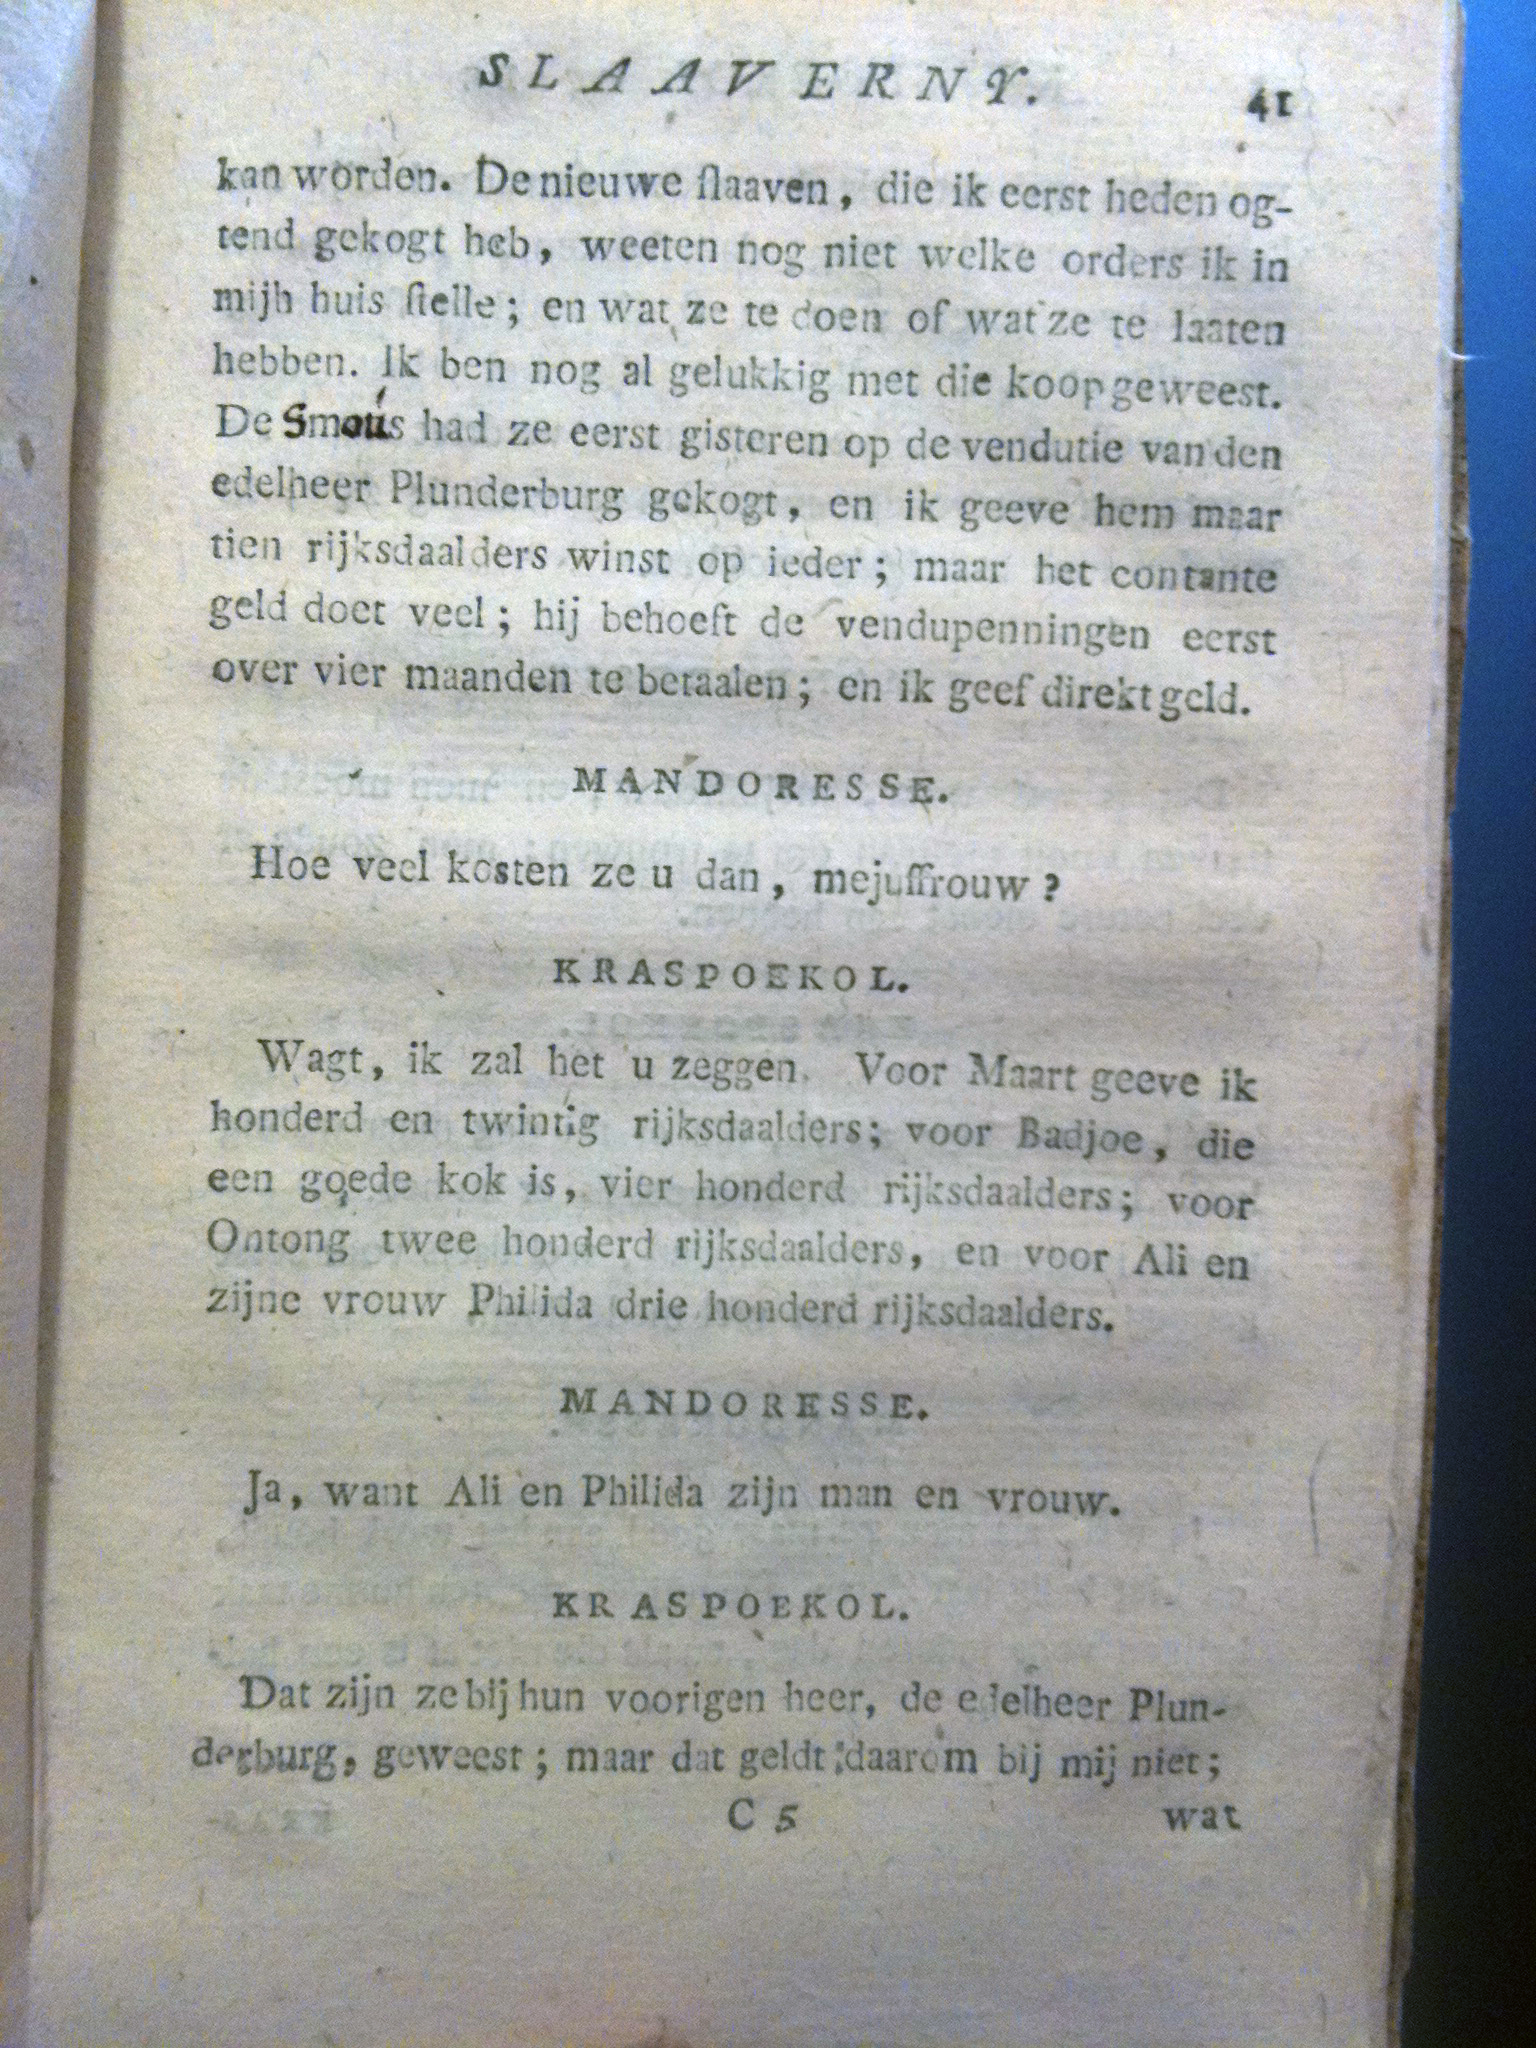 SLAAVERNY. 41
kan worden. De nieuwe slaaven, die ik eerst heden og-
tend gekogt heb, weeten nog niet welke orders ik in
mijn huis stelle; en wat ze te doen of wat ze te laaten
hebben. Ik ben nog al gelukkig met die koop geweest.
De Smous had ze eerst gisteren op de vendutie van den
edelheer Plunderburg gekogt, en ik geeve hem maar
tien rijksdaalders winst op ieder; maar het contante
geld doet veel; hij behoeft de vendupenningen eerst
over vier maanden te betaalen; en ik geef direkt geld.
MANDORESSE.
Hoe veel kosten ze u dan, mejuffrouw?
KRASPOEKOL.
Wagt, ik zal het u zeggen. Voor Maart geeve ik
honderd en twintig rijksdaalders; voor Badjoe, die
een goede kok is, vier honderd rijksdaalders; voor
Ontong twee honderd rijksdaalders, en voor Ali en
zijne vrouw Philida drie honderd rijksdaalders.
MANDORESSE.
Ja, want Ali en Philida zijn man en vrouw.
KRASPOEKOL.
Dat zijn ze bij hun voorigen heer, de edelheer Plun-
derburg, geweest; maar dat geldt daarom bij mij niet;
C 5 wat